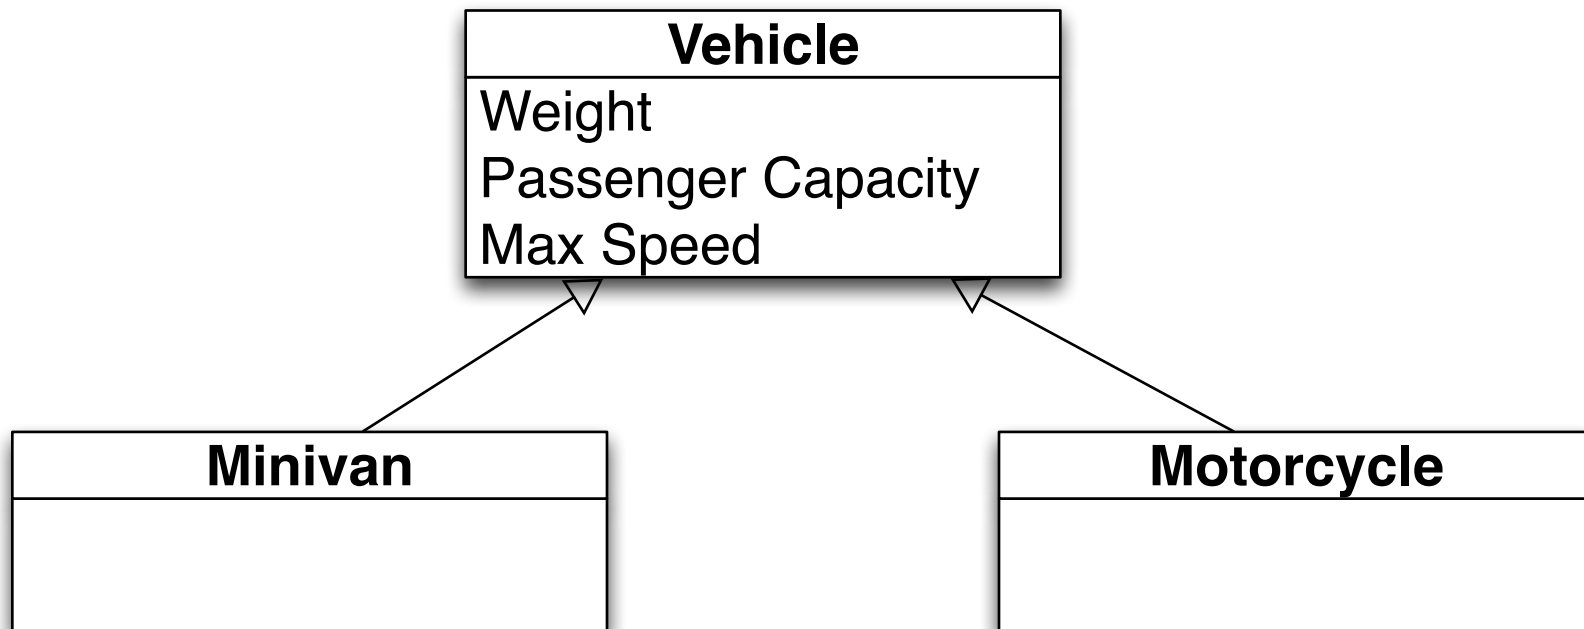 Vehicle
Weight
Passenger Capacity
Max Speed
Minivan
Motorcycle